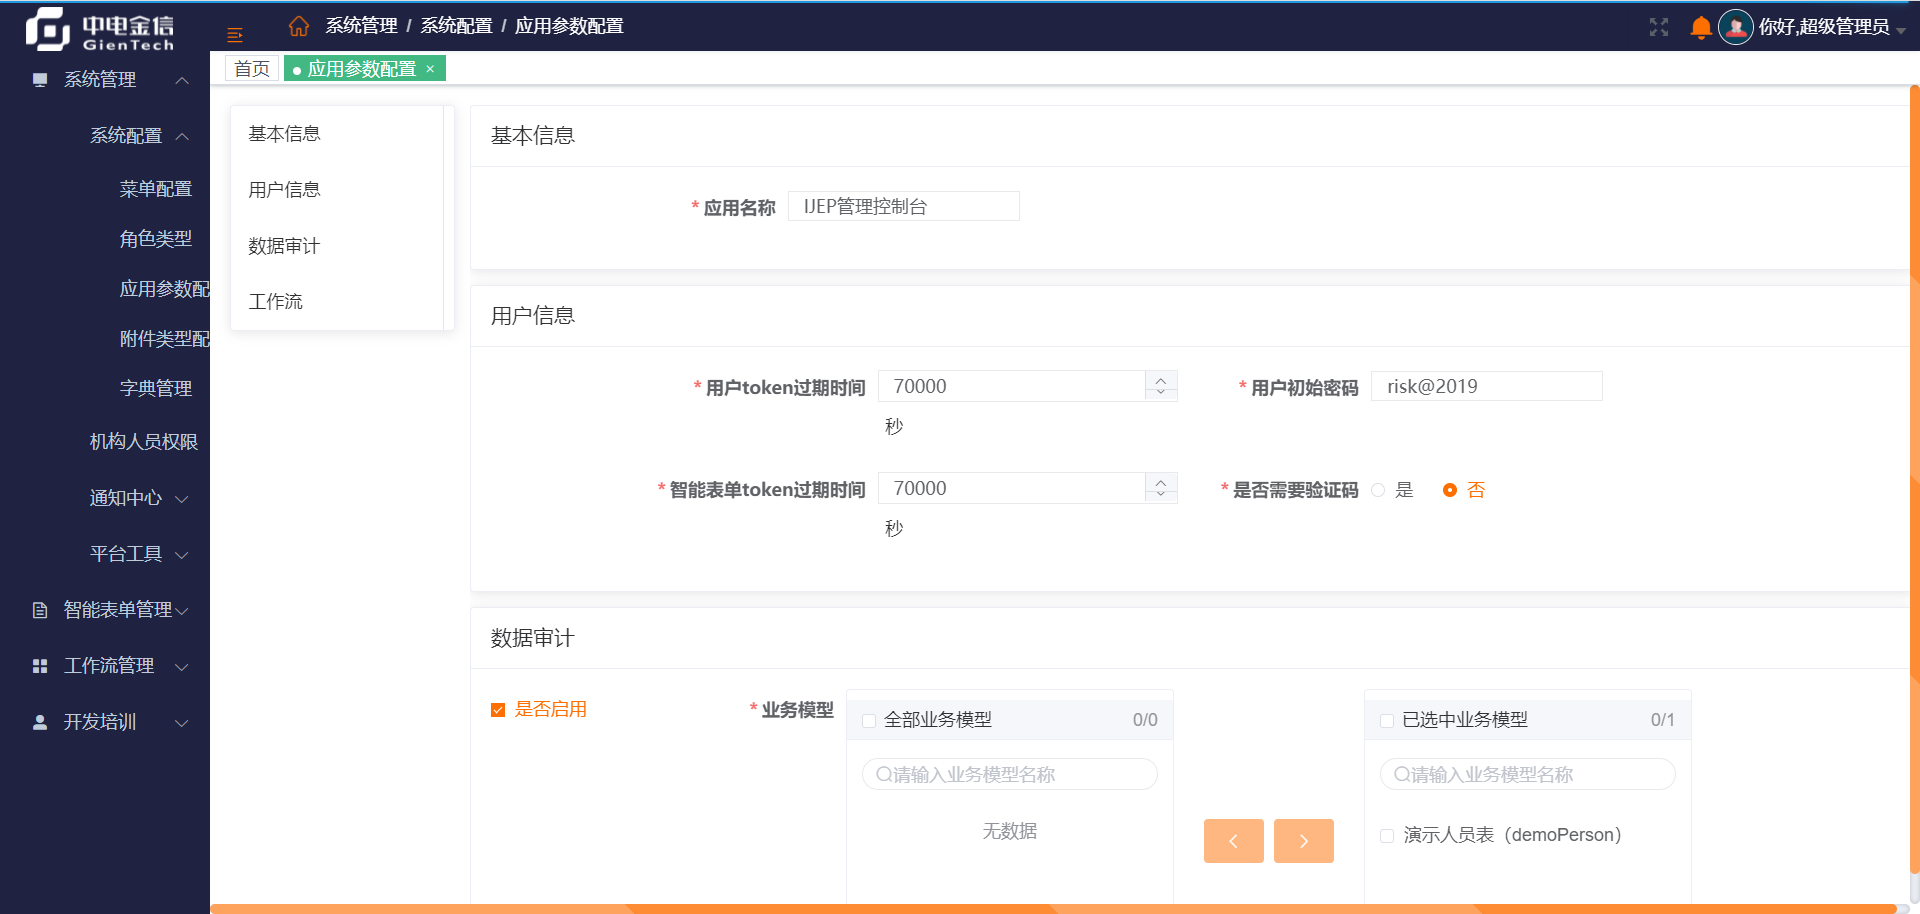 中电金信
GienTech
系统管理 / 系统配置 / 应用参数配置
你好,超级管理员
首页
应用参数配置 ×
系统管理
系统配置
菜单配置
角色类型
应用参数配
附件类型配
字典管理
机构人员权限
通知中心
平台工具
智能表单管理
工作流管理
开发培训
基本信息
用户信息
数据审计
工作流
基本信息
* 应用名称 IJEP管理控制台
用户信息
* 用户token过期时间 70000
秒
* 用户初始密码 risk@2019
* 智能表单token过期时间 70000
秒
* 是否需要验证码 是 否
数据审计
是否启用
* 业务模型
全部业务模型 0/0
请输入业务模型名称
无数据
已选中业务模型 0/1
请输入业务模型名称
演示人员表（demoPerson）